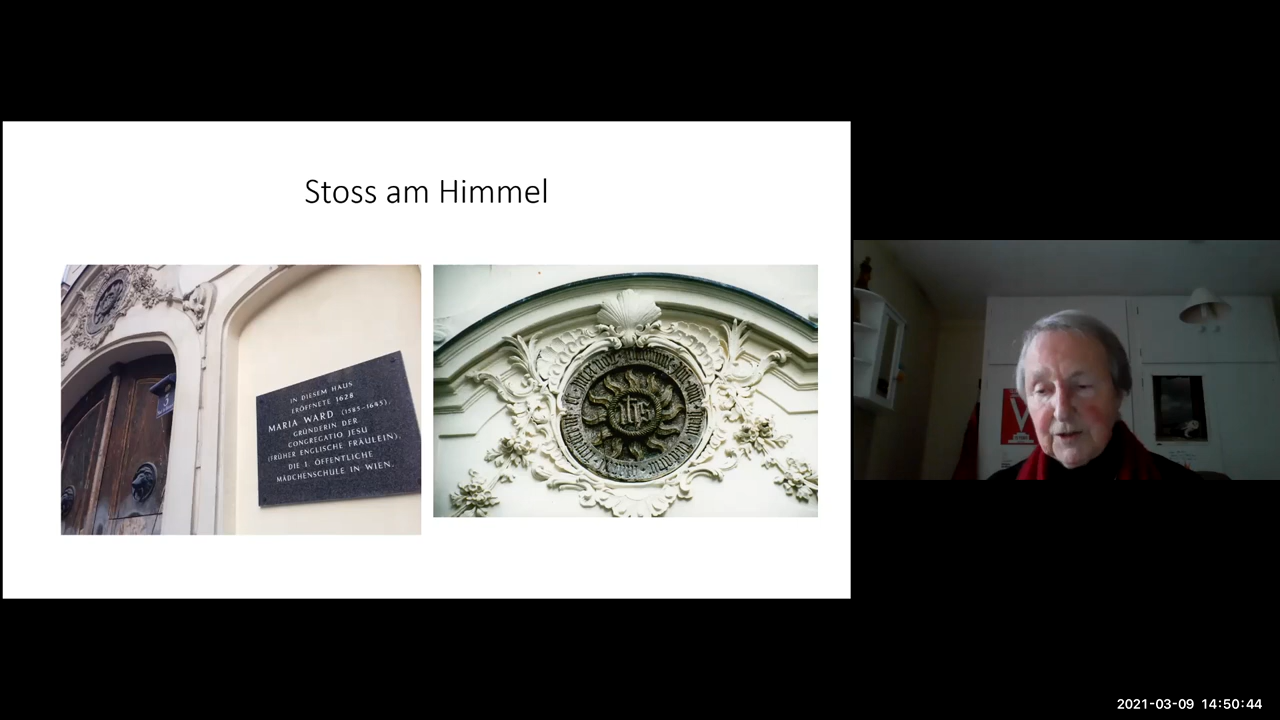 Stoss am Himmel
IN DIESEM HAUS
ERÖFFNETE 1628
MARIA WARD (1585-1645),
GRÜNDERIN DER
CONGREGATIO JESU
(FRÜHER ENGLISCHE FRÄULEIN),
DIE 1. ÖFFENTLICHE
MÄDCHENSCHULE IN WIEN.
ihs
V
2021-03-09 14:50:44